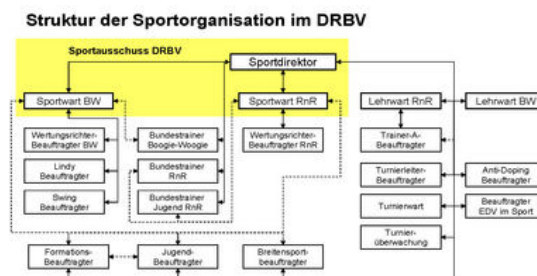 Struktur der Sportorganisation im DRBV
Sportausschuss DRBV
Sportdirektor
Sportwart BW
Sportwart RnR
Lehrwart RnR
Lehrwart BW
Wertungsrichter-
Beauftragter BW
Bundestrainer
Boogie-Woogie
Wertungsrichter-
Beauftragter RnR
Trainer-A-
Beauftragter
Lindy
Beauftragter
Bundestrainer
RnR
Turnierleiter-
Beauftragter
Anti-Doping
Beauftragter
Swing
Beauftragter
Bundestrainer
Jugend RnR
Turnierwart
Beauftragter
EDV im Sport
Turnier-
überwachung
Formations-
Beauftragter
Jugend-
Beauftragter
Breitensport-
beauftragter